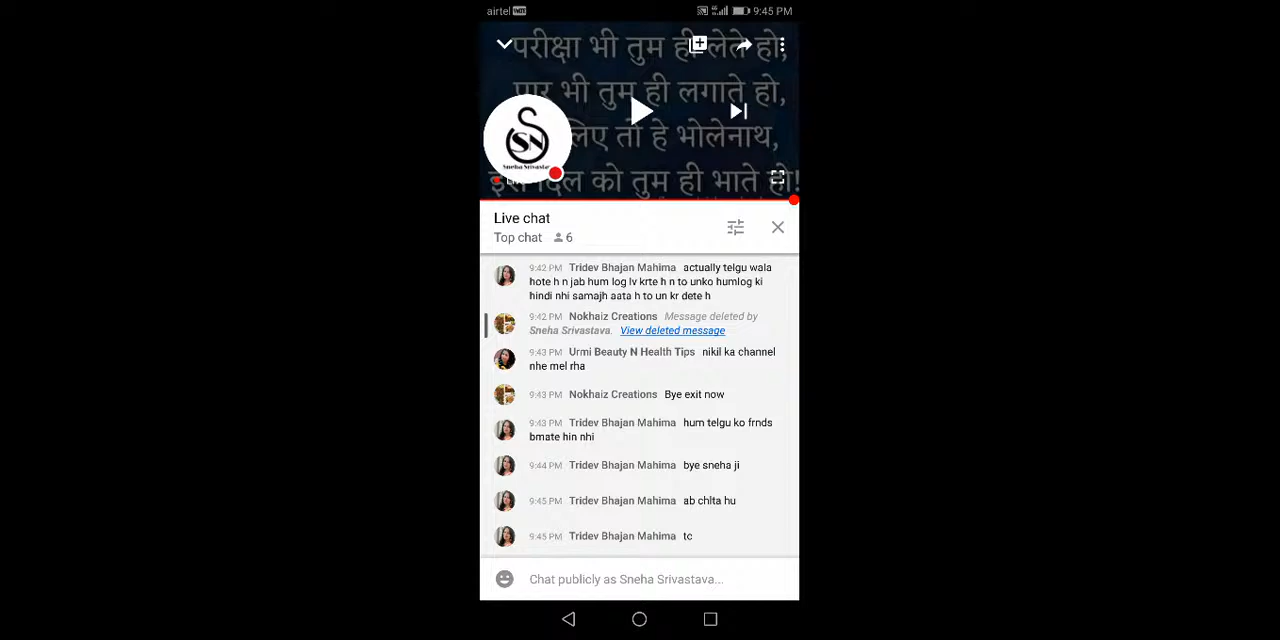 airtel 9:45 PM
परीक्षा भी तुम ही लेते हो,
पार भी तुम ही लगाते हो,
लिए तो हे भोलेनाथ,
को तुम ही भाते हो!
SN
Sneha Srivastava
Live chat
Top chat 6
9:42 PM Tridev Bhajan Mahima actually telgu wala
hote h n jab hum log lv krte h n to unko humlog ki
hindi nhi samajh aata h to un kr dete h
9:42 PM Nokhaiz Creations Message deleted by
Sneha Srivastava. View deleted message
9:43 PM Urmi Beauty N Health Tips nikil ka channel
nhe mel rha
9:43 PM Nokhaiz Creations Bye exit now
9:43 PM Tridev Bhajan Mahima hum telgu ko frnds
bmate hin nhi
9:44 PM Tridev Bhajan Mahima bye sneha ji
9:45 PM Tridev Bhajan Mahima ab chlta hu
9:45 PM Tridev Bhajan Mahima tc
Chat publicly as Sneha Srivastava...